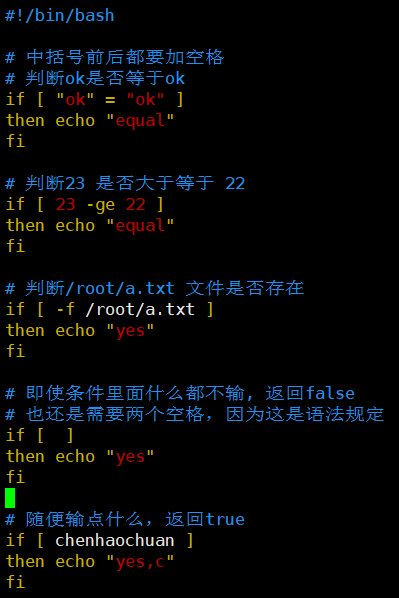 #!/bin/bash
# 中括号前后都要加空格
# 判断ok是否等于ok
if [ "ok" = "ok" ]
then echo "equal"
fi
# 判断23 是否大于等于 22
if [ 23 -ge 22 ]
then echo "equal"
fi
# 判断/root/a.txt 文件是否存在
if [ -f /root/a.txt ]
then echo "yes"
fi
# 即使条件里面什么都不输, 返回false
# 也还是需要两个空格，因为这是语法规定
if [  ]
then echo "yes"
fi
# 随便输点什么，返回true
if [ chenhaochuan ]
then echo "yes,c"
fi